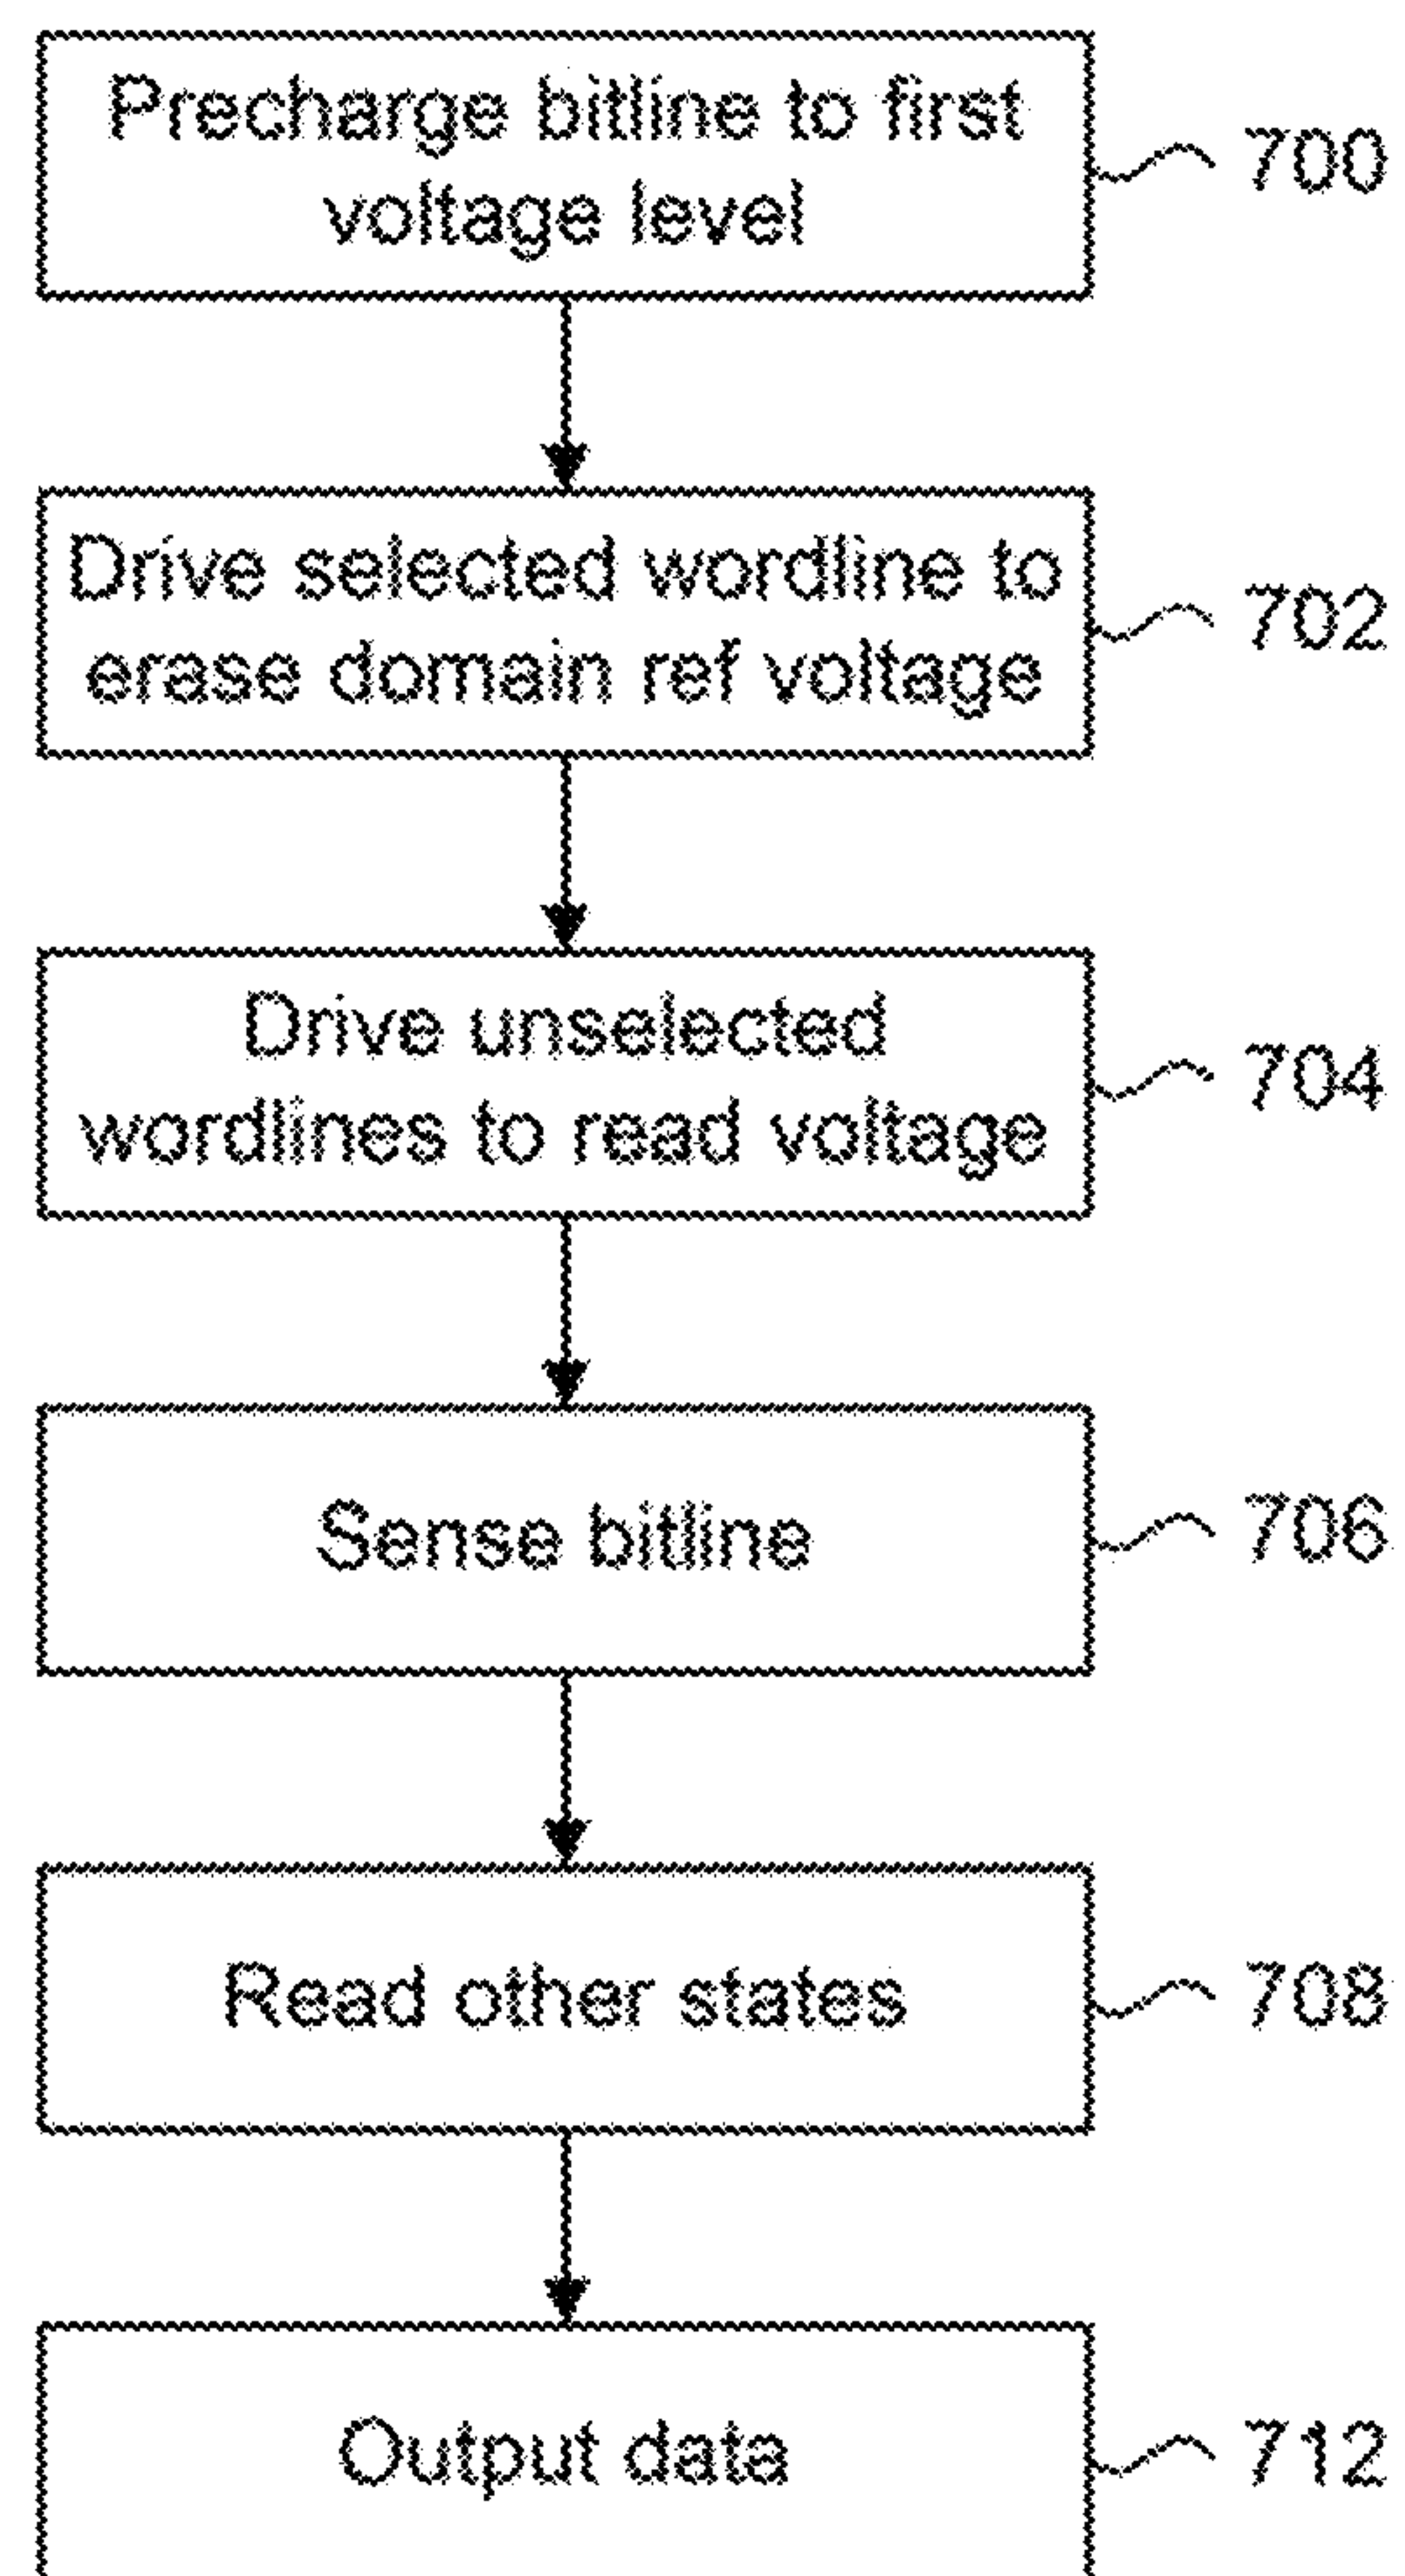 Precharge bitline to first
voltage level
700
Drive selected wordline to
erase domain ref voltage
702
Drive unselected
wordlines to read voltage
704
Sense bitline
706
Read other states
708
Output data
712